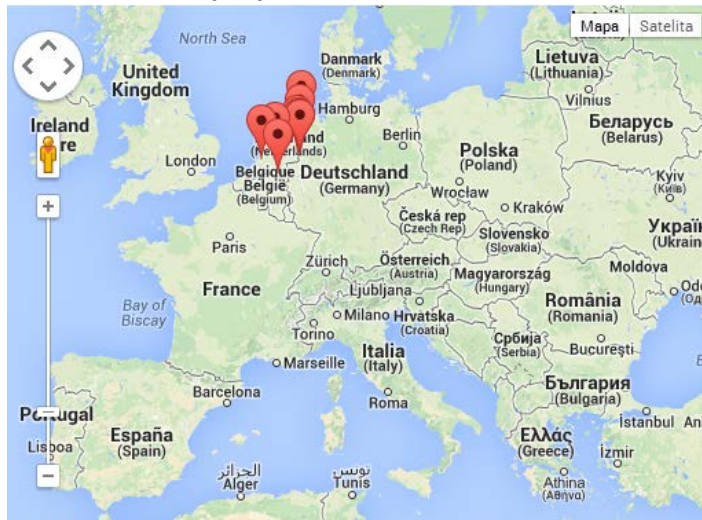 North Sea
Mapa
Satelita
United
Kingdom
Danmark
(Denmark)
Lietuva
(Lithuania)
Vilnius
Hamburg
Ireland
Беларусь
(Belarus)
London
(Netherlands)
Berlin
Polska
(Poland)
Belgique
België
(Belgium)
Deutschland
(Germany)
Wrocław
Kraków
Kyiv
(Київ)
Česká rep
(Czech Rep)
Slovensko
(Slovakia)
Paris
Zürich
Österreich
(Austria)
Magyarország
(Hungary)
Moldova
France
Ljubljana
Bay of
Biscay
Milano
Hrvatska
(Croatia)
România
(Romania)
Torino
Србија
(Serbia)
București
Marseille
Italia
(Italy)
България
(Bulgaria)
Barcelona
Roma
Portugal
España
(Spain)
Lisboa
İstanbul
Ελλάς
(Greece)
İzmir
الجزائر
Alger
تونس
Tunis
Athina
(Αθήνα)